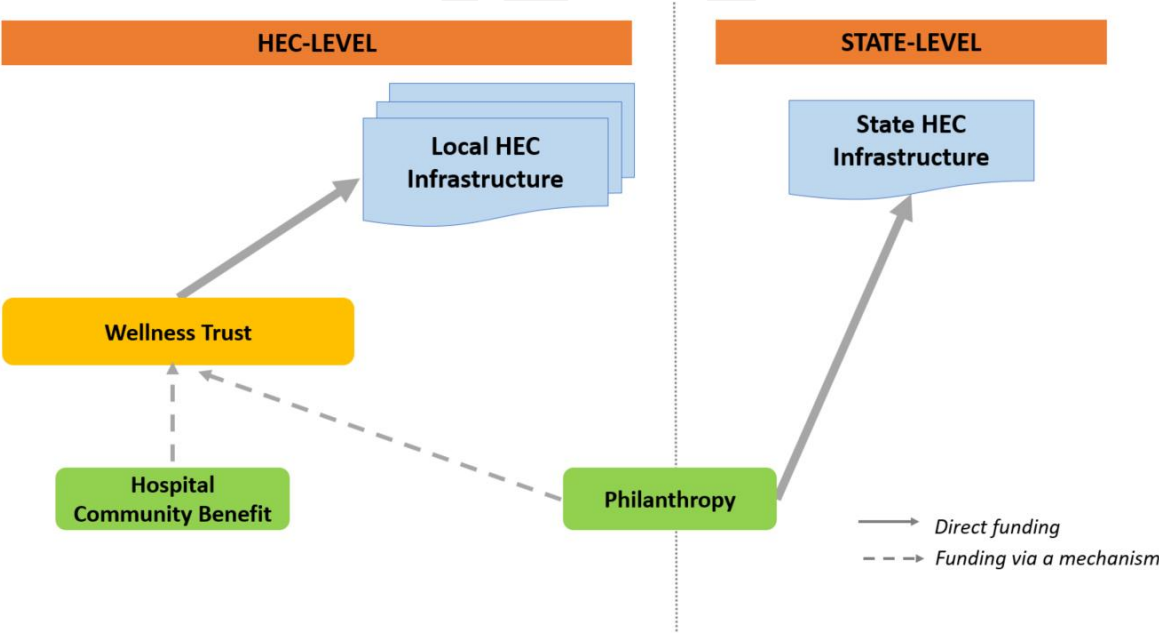 HEC-LEVEL
STATE-LEVEL
Local HEC
Infrastructure
State HEC
Infrastructure
Wellness Trust
Hospital
Community Benefit
Philanthropy
Direct funding
Funding via a mechanism